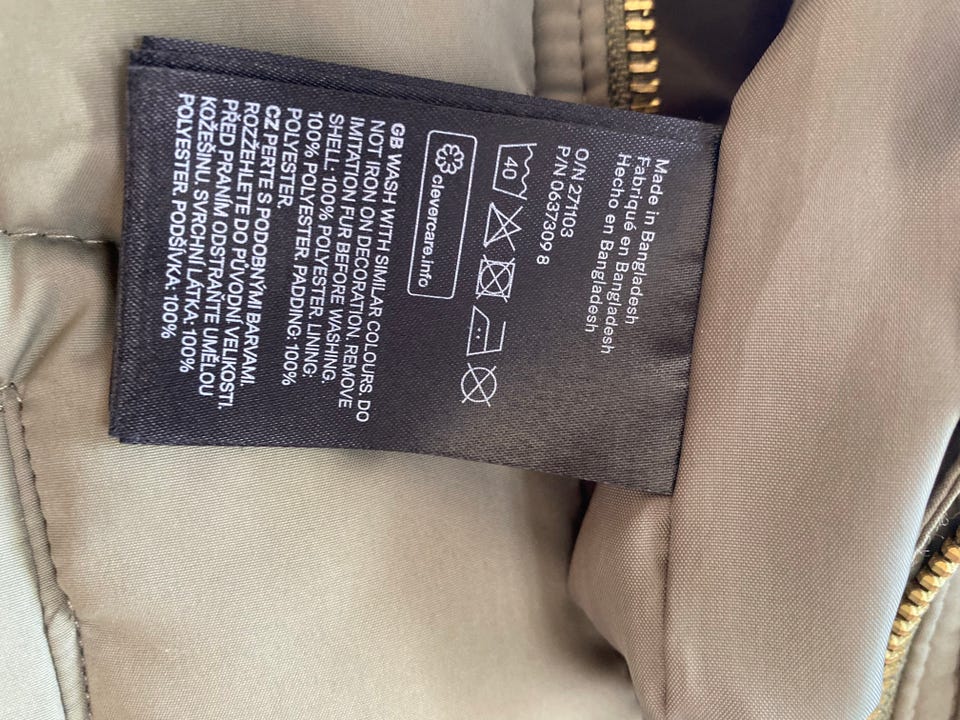 Made in Bangladesh
Fabriqué en Bangladesh
Hecho en Bangladesh
O/N 271103
P/N 0637309 8
40
clevercare.info
GB WASH WITH SIMILAR COLOURS. DO
NOT IRON ON DECORATION. REMOVE
IMITATION FUR BEFORE WASHING.
SHELL: 100% POLYESTER. LINING:
100% POLYESTER. PADDING: 100%
POLYESTER
CZ PERTE S PODOBNÝMI BARVAMI.
ROZŽEHLETE DO PŮVODNÍ VELIKOSTI.
PŘED PRANÍM ODSTRAŇTE UMĚLOU
KOŽEŠINU. SVRCHNÍ LÁTKA: 100%
POLYESTER. PODŠÍVKA: 100%